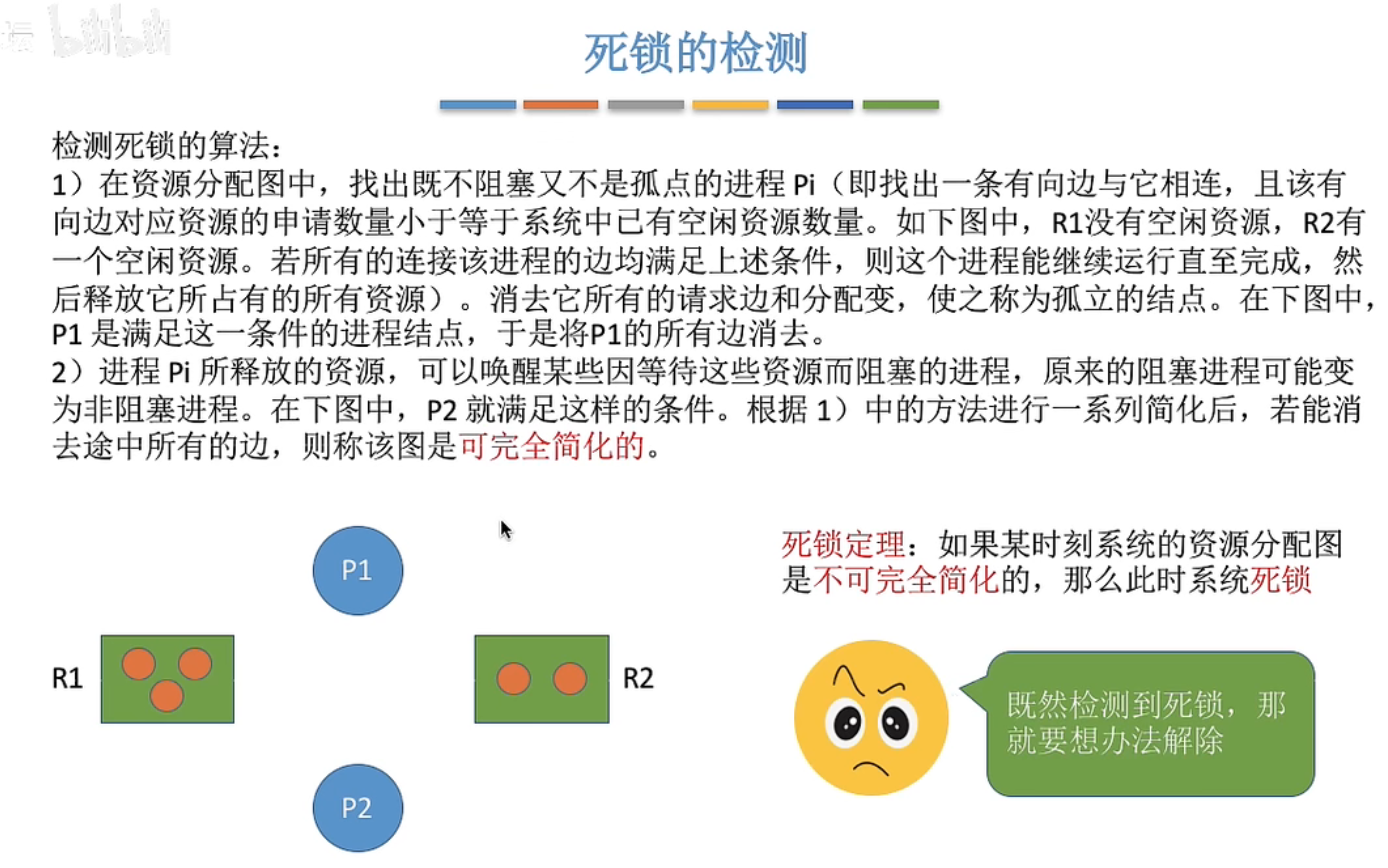 坛 bilibili
死锁的检测
检测死锁的算法：
1）在资源分配图中，找出既不阻塞又不是孤点的进程 Pi（即找出一条有向边与它相连，且该有
向边对应资源的申请数量小于等于系统中已有空闲资源数量。如下图中，R1没有空闲资源，R2有
一个空闲资源。若所有的连接该进程的边均满足上述条件，则这个进程能继续运行直至完成，然
后释放它所占有的所有资源）。消去它所有的请求边和分配变，使之称为孤立的结点。在下图中，
P1 是满足这一条件的进程结点，于是将P1的所有边消去。
2）进程 Pi 所释放的资源，可以唤醒某些因等待这些资源而阻塞的进程，原来的阻塞进程可能变
为非阻塞进程。在下图中，P2 就满足这样的条件。根据 1）中的方法进行一系列简化后，若能消
去途中所有的边，则称该图是可完全简化的。
死锁定理：如果某时刻系统的资源分配图
是不可完全简化的，那么此时系统死锁
P1
R1
R2
既然检测到死锁，那
就要想办法解除
P2